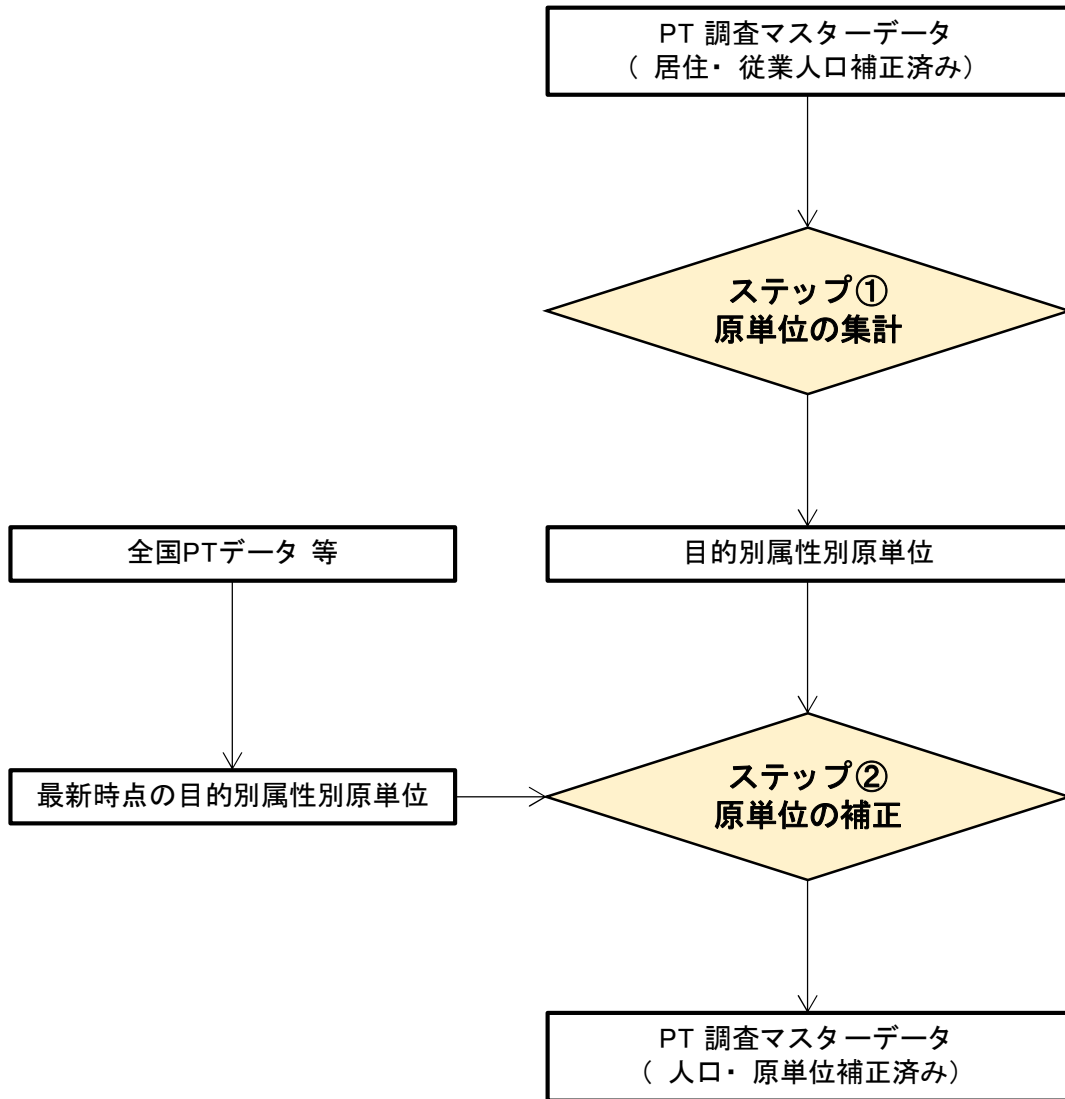 PT 調査マスターデータ
（ 居住・ 従業人口補正済み）
ステップ①
原単位の集計
全国PTデータ 等
目的別属性別原単位
最新時点の目的別属性別原単位
ステップ②
原単位の補正
PT 調査マスターデータ
（ 人口・ 原単位補正済み）